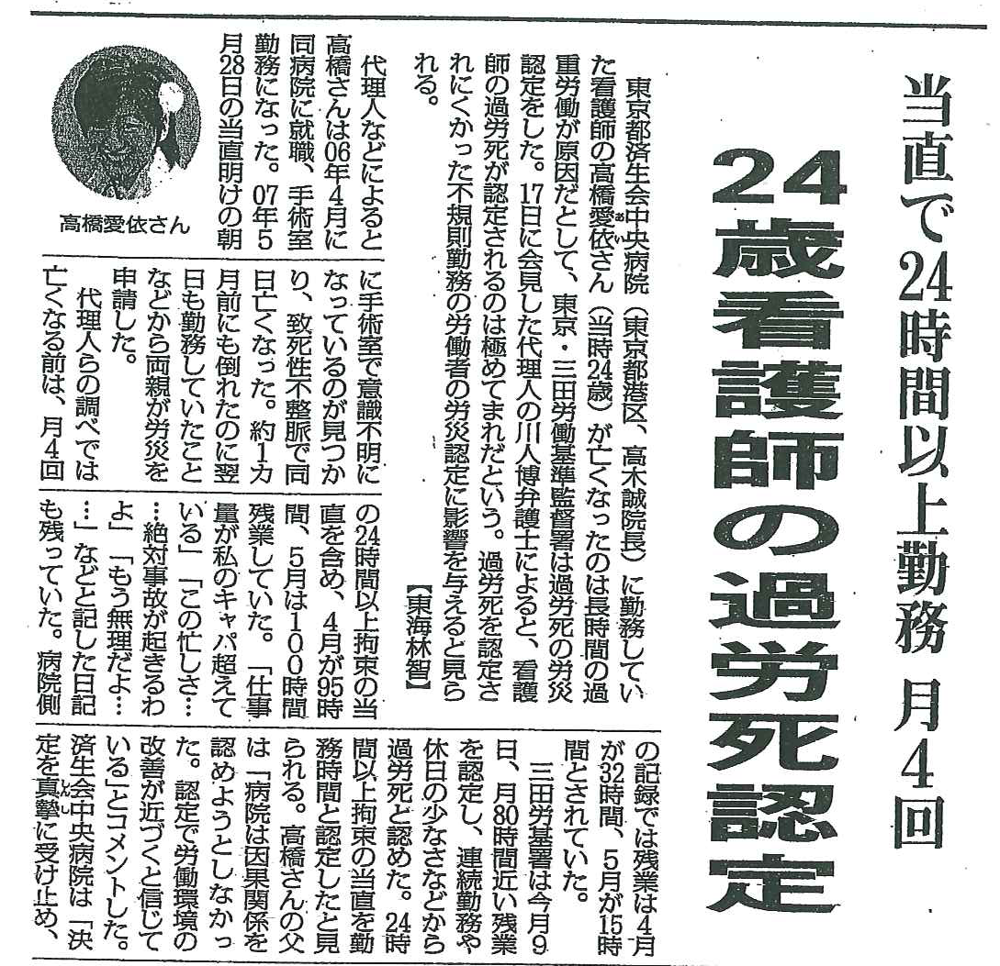 当直で24時間以上勤務 月4回
24歳看護師の過労死認定
東京都済生会中央病院（東京都港区、高木誠院長）に勤務してい
た看護師の高橋愛依さん（当時24歳）が亡くなったのは長時間の過
重労働が原因だとして、東京・三田労働基準監督署は過労死の労災
認定をした。17日に会見した代理人の川人博弁護士によると、看護
師の過労死が認定されるのは極めてまれだという。過労死を認定さ
れにくかった不規則勤務の労働者の労災認定に影響を与えると見ら
れる。
【東海林智】
代理人などによると
高橋さんは06年4月に
同病院に就職、手術室
勤務になった。07年5
月28日の当直明けの朝
高橋愛依さん
に手術室で意識不明に
なっているのが見つか
り、致死性不整脈で同
日亡くなった。約1カ
月前にも倒れたのに翌
日も勤務していたこと
などから両親が労災を
申請した。
代理人らの調べでは
亡くなる前は、月4回
の24時間以上拘束の当
直を含め、4月が95時
間、5月は100時間
残業していた。「仕事
量が私のキャパ超えて
いる」「この忙しさ…
…絶対事故が起きるわ
よ」「もう無理だよ…
…」などと記した日記
も残っていた。病院側
の記録では残業は4月
が32時間、5月が15時
間とされていた。
三田労基署は今月9
日、月80時間近い残業
を認定し、連続勤務や
休日の少なさなどから
過労死と認めた。24時
間以上拘束の当直を勤
務時間と認定したと見
られる。高橋さんの父
は「病院は因果関係を
認めようとしなかっ
た。認定で労働環境の
改善が近づくと信じて
いる」とコメントした。
済生会中央病院は「決
定を真摯に受け止め、